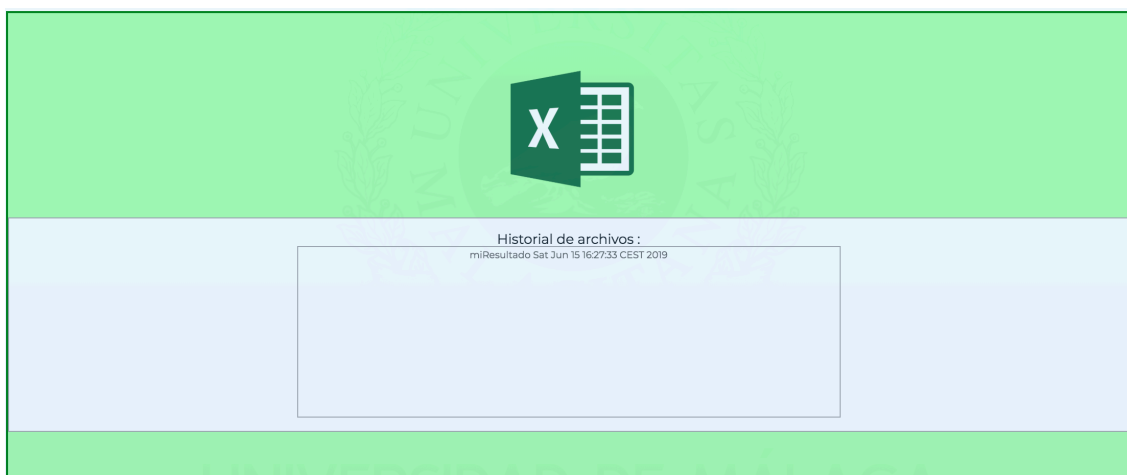 X
Historial de archivos :
miResultado Sat Jun 15 16:27:33 CEST 2019
UNIVERSIDAD DE MÁLAGA